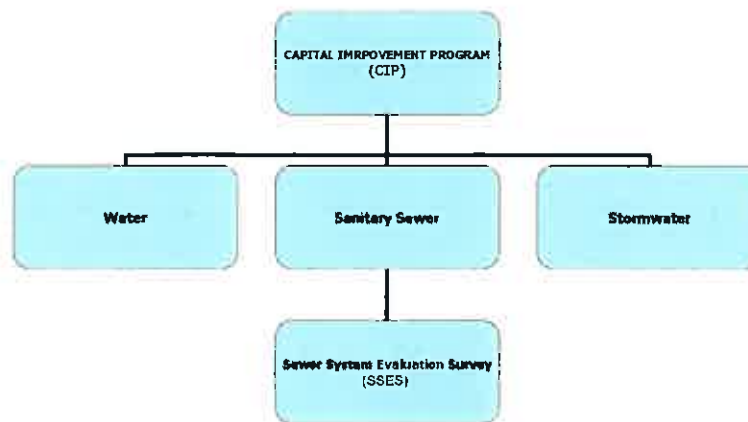 CAPITAL IMRPOVEMENT PROGRAM
(CIP)
Water
Sanitary Sewer
Stormwater
Sewer System Evaluation Survey
(SSES)